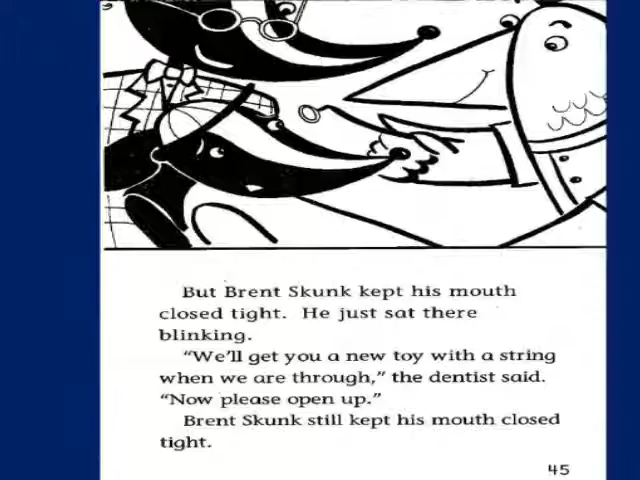 But Brent Skunk kept his mouth
closed tight. He just sat there
blinking.
"We'll get you a new toy with a string
when we are through," the dentist said.
"Now please open up."
Brent Skunk still kept his mouth closed
tight.
45